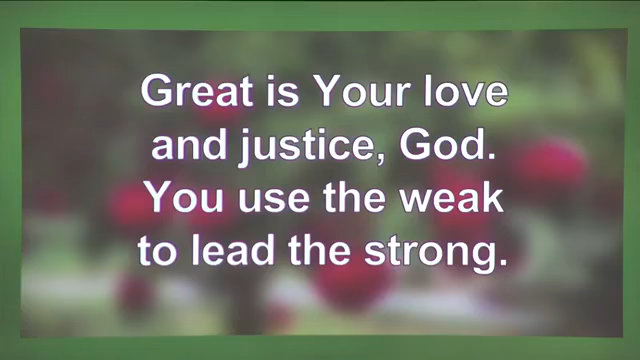 Great is Your love
and justice, God.
You use the weak
to lead the strong.